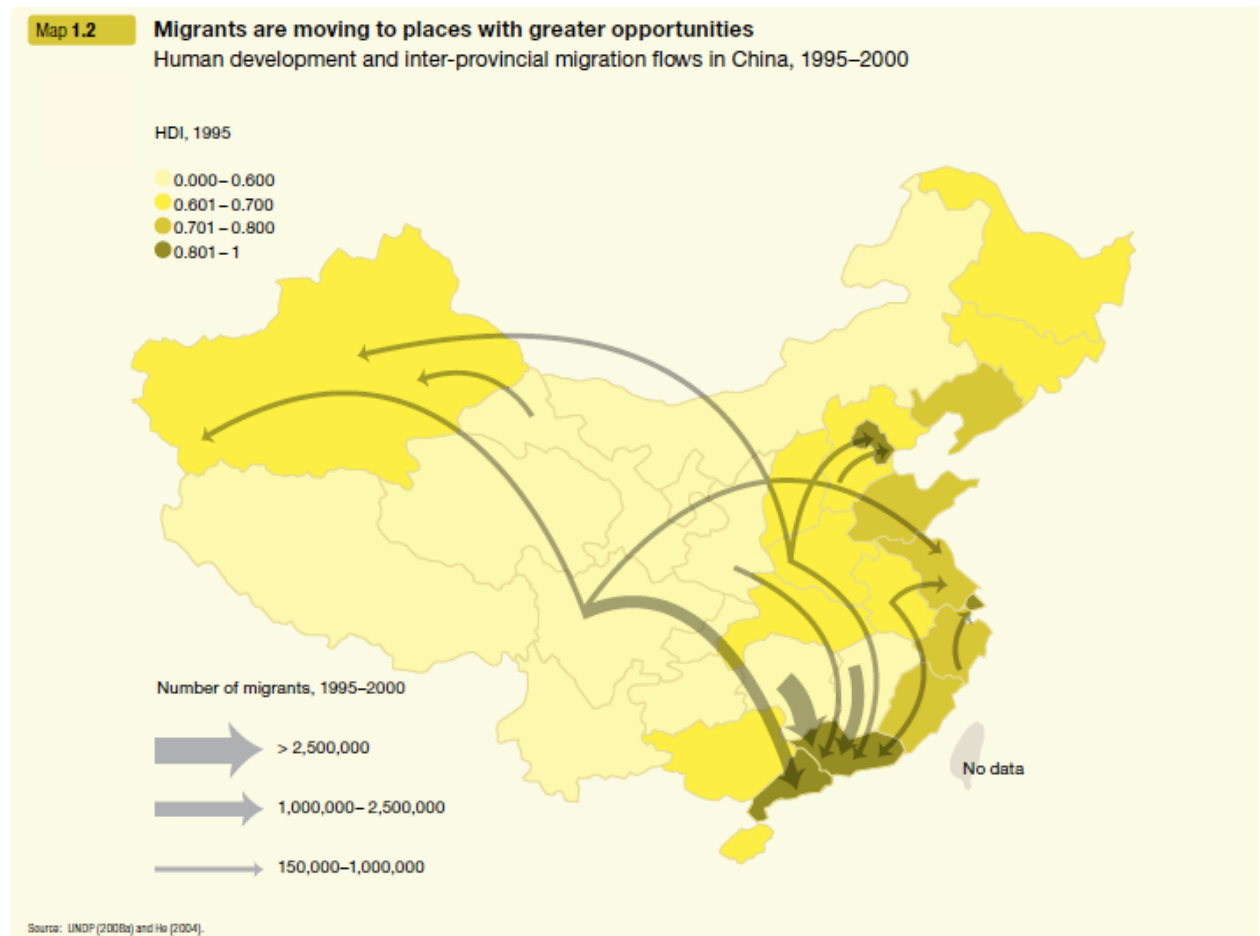 Map 1.2
Migrants are moving to places with greater opportunities
Human development and inter-provincial migration flows in China, 1995–2000
HDI, 1995
0.000–0.600
0.601–0.700
0.701–0.800
0.801–1
Number of migrants, 1995–2000
> 2,500,000
1,000,000–2,500,000
150,000–1,000,000
No data
Source: UNDP (2008a) and He (2004).